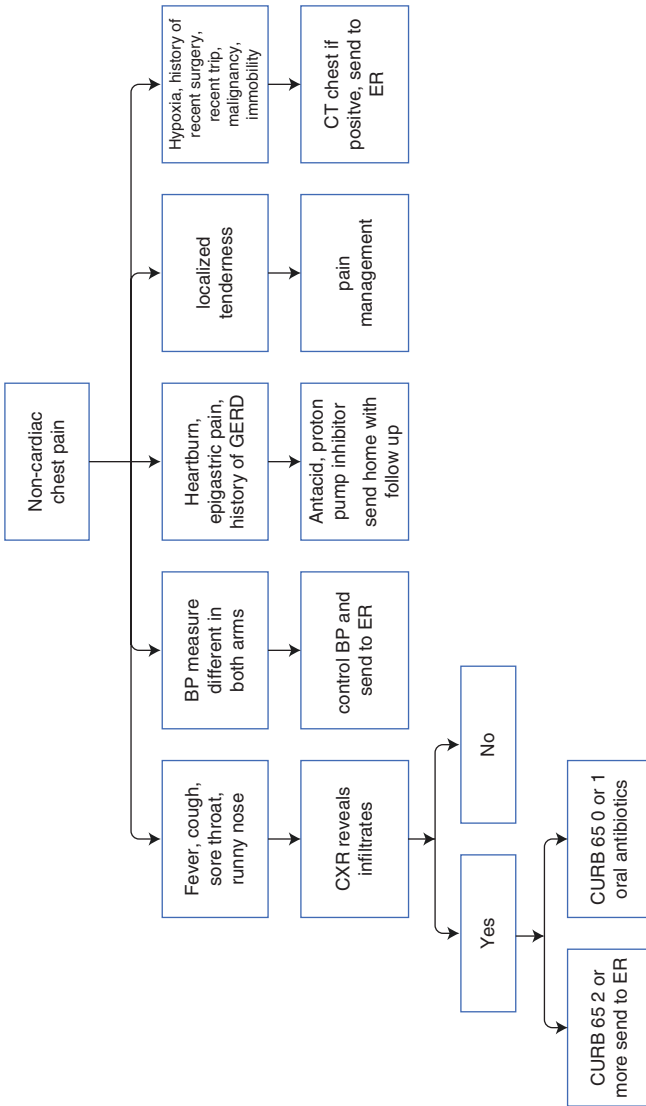 Non-cardiac
chest pain
Fever, cough,
sore throat,
runny nose
BP measure
different in
both arms
Heartburn,
epigastric pain,
history of GERD
localized
tenderness
Hypoxia, history of
recent surgery,
recent trip,
malignancy,
immobility
CXR reveals
infiltrates
control BP and
send to ER
Antacid, proton
pump inhibitor
send home with
follow up
pain
management
CT chest if
positve, send to
ER
Yes
No
CURB 65 2 or
more send to ER
CURB 65 0 or 1
oral antibiotics